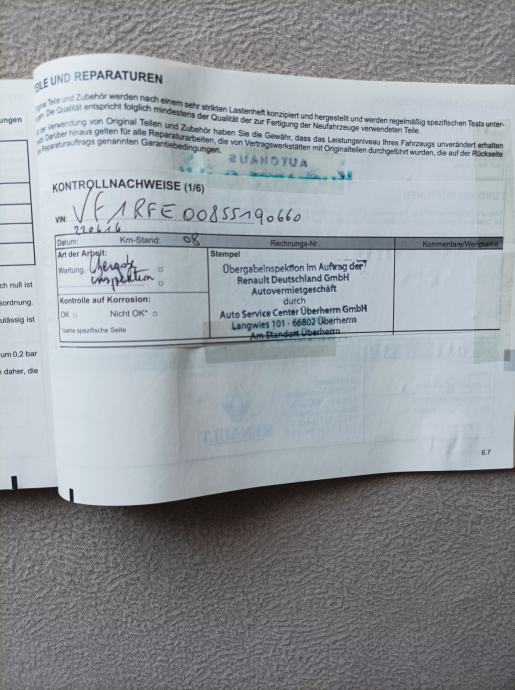 EILE UND REPARATUREN
Teile und Zubehör werden nach einem sehr strikten Lastenheft konzipiert und hergestellt und werden regelmäßig spezifischen Tests unter-
Die Qualität entspricht folglich mindestens der Qualität der zur Fertigung der Neufahrzeuge verwendeten Teile.
Verwendung von Original Teilen und Zubehör haben Sie die Gewähr, dass das Leistungsniveau Ihres Fahrzeugs unverändert erhalten
Darüber hinaus gelten für alle Reparaturarbeiten, die von Vertragswerkstätten mit Originalteilen durchgeführt wurden, die auf der Rückseite
Reparaturauftrags genannten Garantiebedingungen.
AUTOHAUS
KONTROLLNACHWEISE (1/6)
VIN: VF1RFE00855190660
220616
Datum: Km-Stand: 08 Rechnungs-Nr.: Kommentare/
Art der Arbeit:
Wartung
inspektion
Stempel
Übergabeinspektion im Auftrag der
Renault Deutschland GmbH
Autovermietgeschäft
durch
Auto Service Center Überherrn GmbH
Langwies 101 · 66802 Überherrn
Am Standort Überherrn
Kontrolle auf Korrosion:
OK Nicht OK*
*siehe spezifische Seite
6.7
ungen
ch null ist
sordnung.
ulässig ist
um 0,2 bar
daher, die